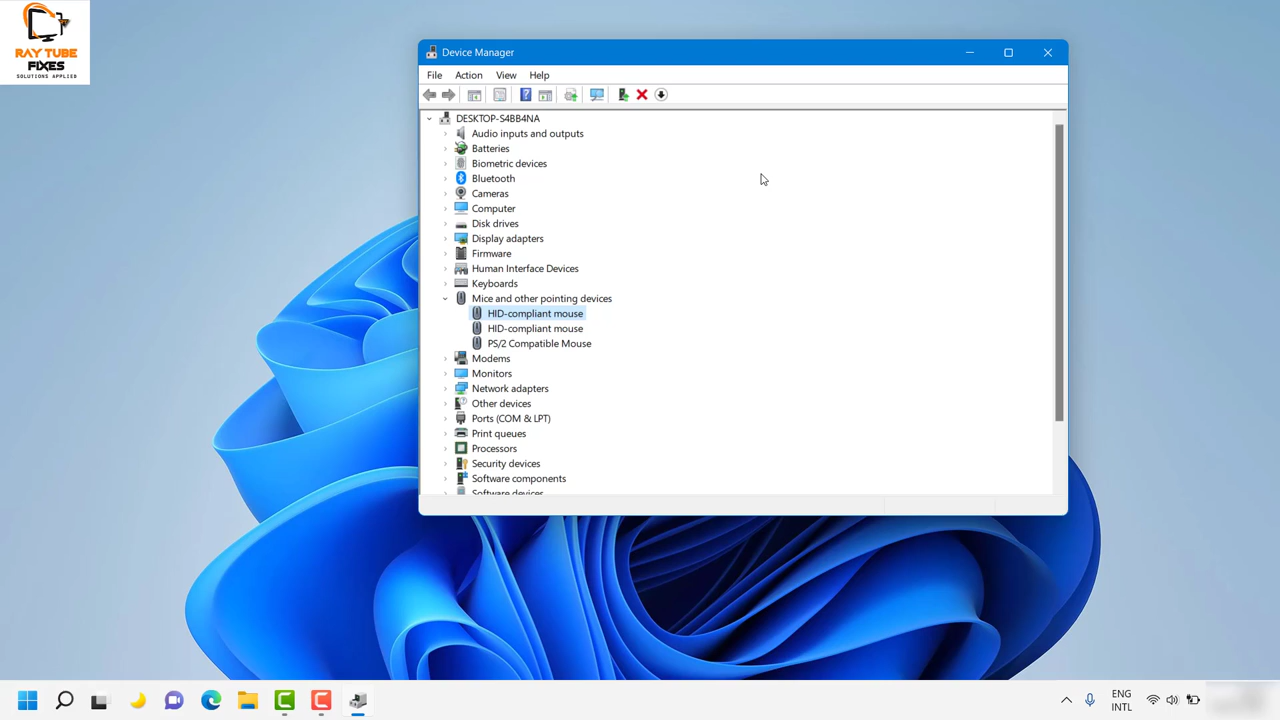 RAY TUBE
FIXES
SOLUTIONS APPLIED
Device Manager
File Action View Help
DESKTOP-S4BB4NA
Audio inputs and outputs
Batteries
Biometric devices
Bluetooth
Cameras
Computer
Disk drives
Display adapters
Firmware
Human Interface Devices
Keyboards
Mice and other pointing devices
HID-compliant mouse
HID-compliant mouse
PS/2 Compatible Mouse
Modems
Monitors
Network adapters
Other devices
Ports (COM & LPT)
Print queues
Processors
Security devices
Software components
Software devices
ENG
INTL